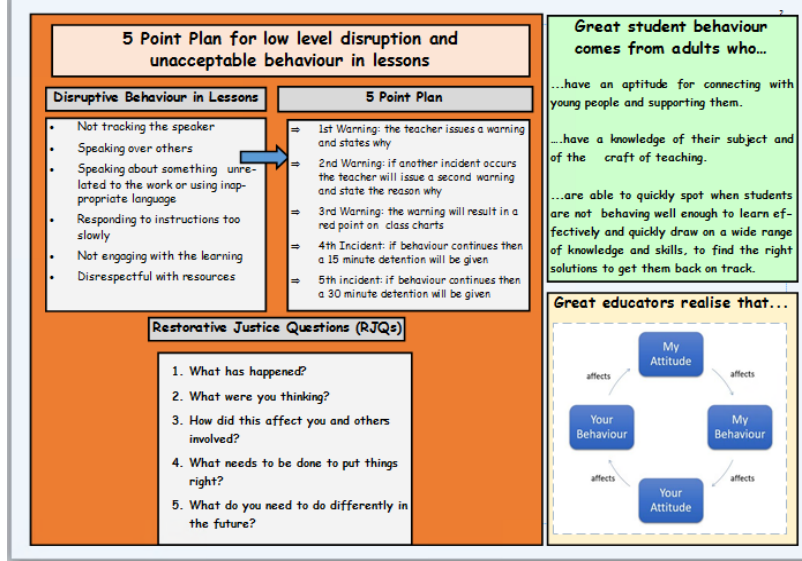 2
5 Point Plan for low level disruption and
unacceptable behaviour in lessons
Disruptive Behaviour in Lessons
• Not tracking the speaker
• Speaking over others
• Speaking about something unre-
lated to the work or using inap-
propriate language
• Responding to instructions too
slowly
• Not engaging with the learning
• Disrespectful with resources
5 Point Plan
⇒ 1st Warning: the teacher issues a warning
and states why
⇒ 2nd Warning: if another incident occurs
the teacher will issue a second warning
and state the reason why
⇒ 3rd Warning: the warning will result in a
red point on class charts
⇒ 4th Incident: if behaviour continues then
a 15 minute detention will be given
⇒ 5th incident: if behaviour continues then
a 30 minute detention will be given
Restorative Justice Questions (RJQs)
1. What has happened?
2. What were you thinking?
3. How did this affect you and others
involved?
4. What needs to be done to put things
right?
5. What do you need to do differently in
the future?
Great student behaviour
comes from adults who…
...have an aptitude for connecting with
young people and supporting them.
….have a knowledge of their subject and
of the craft of teaching.
...are able to quickly spot when students
are not behaving well enough to learn ef-
fectively and quickly draw on a wide range
of knowledge and skills, to find the right
solutions to get them back on track.
Great educators realise that...
My
Attitude
affects
My
Behaviour
affects
Your
Attitude
affects
Your
Behaviour
affects